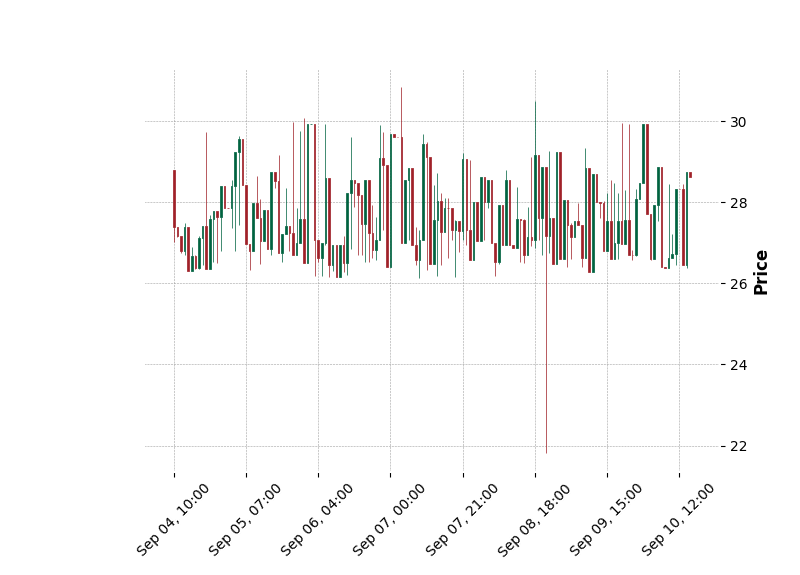 30
28
26
24
22
Price
Sep 04, 10:00
Sep 05, 07:00
Sep 06, 04:00
Sep 07, 00:00
Sep 07, 21:00
Sep 08, 18:00
Sep 09, 15:00
Sep 10, 12:00